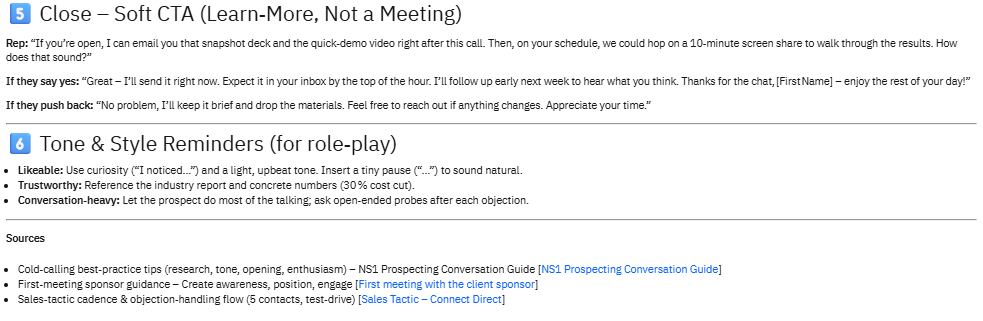 5 Close – Soft CTA (Learn-More, Not a Meeting)
Rep: “If you’re open, I can email you that snapshot deck and the quick-demo video right after this call. Then, on your schedule, we could hop on a 10-minute screen share to walk through the results. How
does that sound?”
If they say yes: “Great – I’ll send it right now. Expect it in your inbox by the top of the hour. I’ll follow up early next week to hear what you think. Thanks for the chat, [First Name] – enjoy the rest of your day!”
If they push back: “No problem, I’ll keep it brief and drop the materials. Feel free to reach out if anything changes. Appreciate your time.”
6 Tone & Style Reminders (for role-play)
• Likeable: Use curiosity (“I noticed…”) and a light, upbeat tone. Insert a tiny pause (“…”) to sound natural.
• Trustworthy: Reference the industry report and concrete numbers (30 % cost cut).
• Conversation-heavy: Let the prospect do most of the talking; ask open-ended probes after each objection.
Sources
• Cold-calling best-practice tips (research, tone, opening, enthusiasm) – NS1 Prospecting Conversation Guide [NS1 Prospecting Conversation Guide]
• First-meeting sponsor guidance – Create awareness, position, engage [First meeting with the client sponsor]
• Sales-tactic cadence & objection-handling flow (5 contacts, test-drive) [Sales Tactic – Connect Direct]